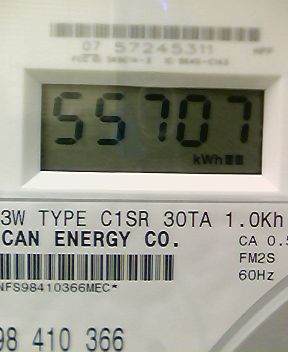 07 57245311
55707
kWh
3W TYPE C1SR 30TA 1.0Kh
CAN ENERGY CO.
CA 0.5
FM2S
60Hz
NFS98410366MEC*
98 410 366